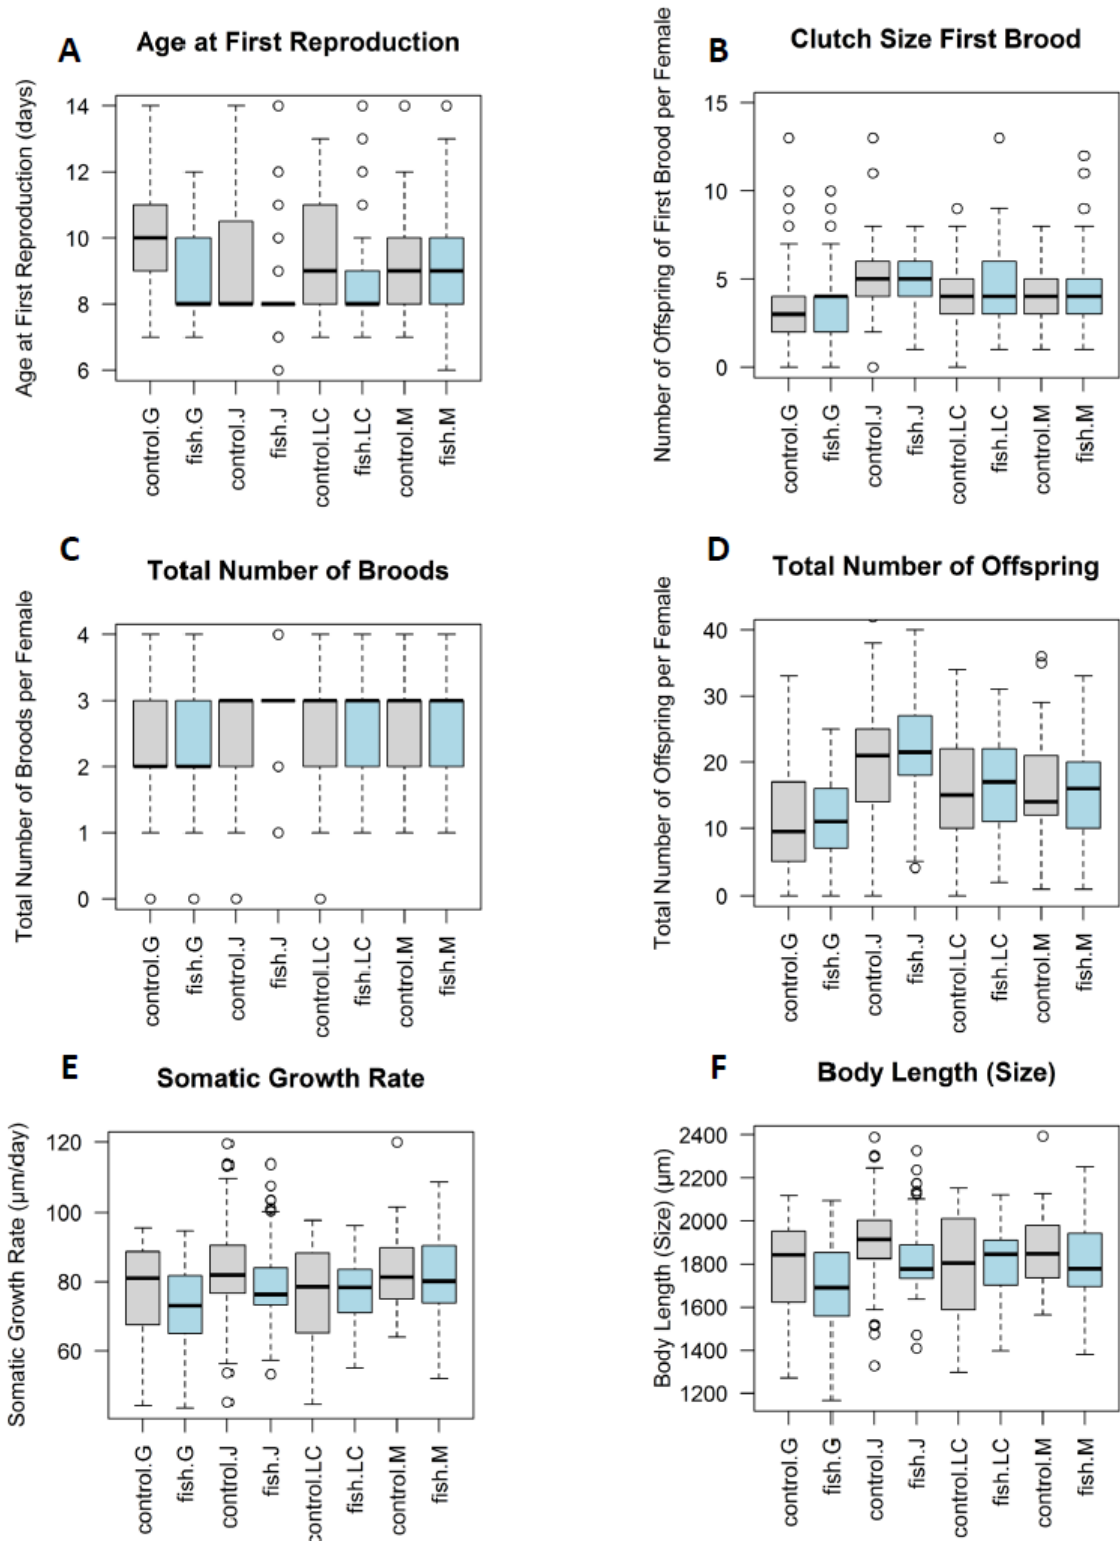 A
Age at First Reproduction
Age at First Reproduction (days)
14
12
10
8
6
control.G
fish.G
control.J
fish.J
control.LC
fish.LC
control.M
fish.M
B
Clutch Size First Brood
Number of Offspring of First Brood per Female
15
10
5
0
control.G
fish.G
control.J
fish.J
control.LC
fish.LC
control.M
fish.M
C
Total Number of Broods
Total Number of Broods per Female
4
3
2
1
0
control.G
fish.G
control.J
fish.J
control.LC
fish.LC
control.M
fish.M
D
Total Number of Offspring
Total Number of Offspring per Female
40
30
20
10
0
control.G
fish.G
control.J
fish.J
control.LC
fish.LC
control.M
fish.M
E
Somatic Growth Rate
Somatic Growth Rate (µm/day)
120
100
80
60
control.G
fish.G
control.J
fish.J
control.LC
fish.LC
control.M
fish.M
F
Body Length (Size)
Body Length (Size) (µm)
2400
2200
2000
1800
1600
1400
1200
control.G
fish.G
control.J
fish.J
control.LC
fish.LC
control.M
fish.M